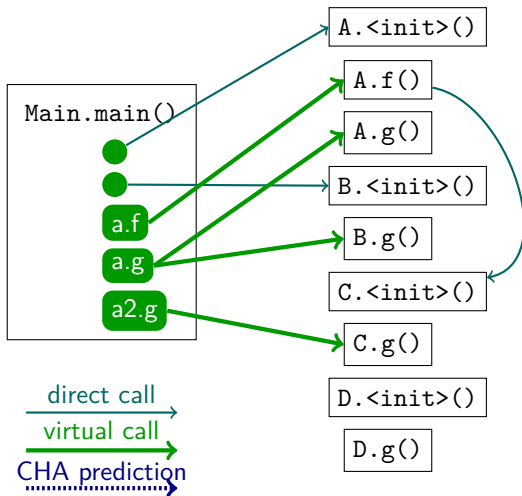 Main.main()
a.f
a.g
a2.g
A.<init>()
A.f()
A.g()
B.<init>()
B.g()
C.<init>()
C.g()
D.<init>()
D.g()
direct call
virtual call
CHA prediction